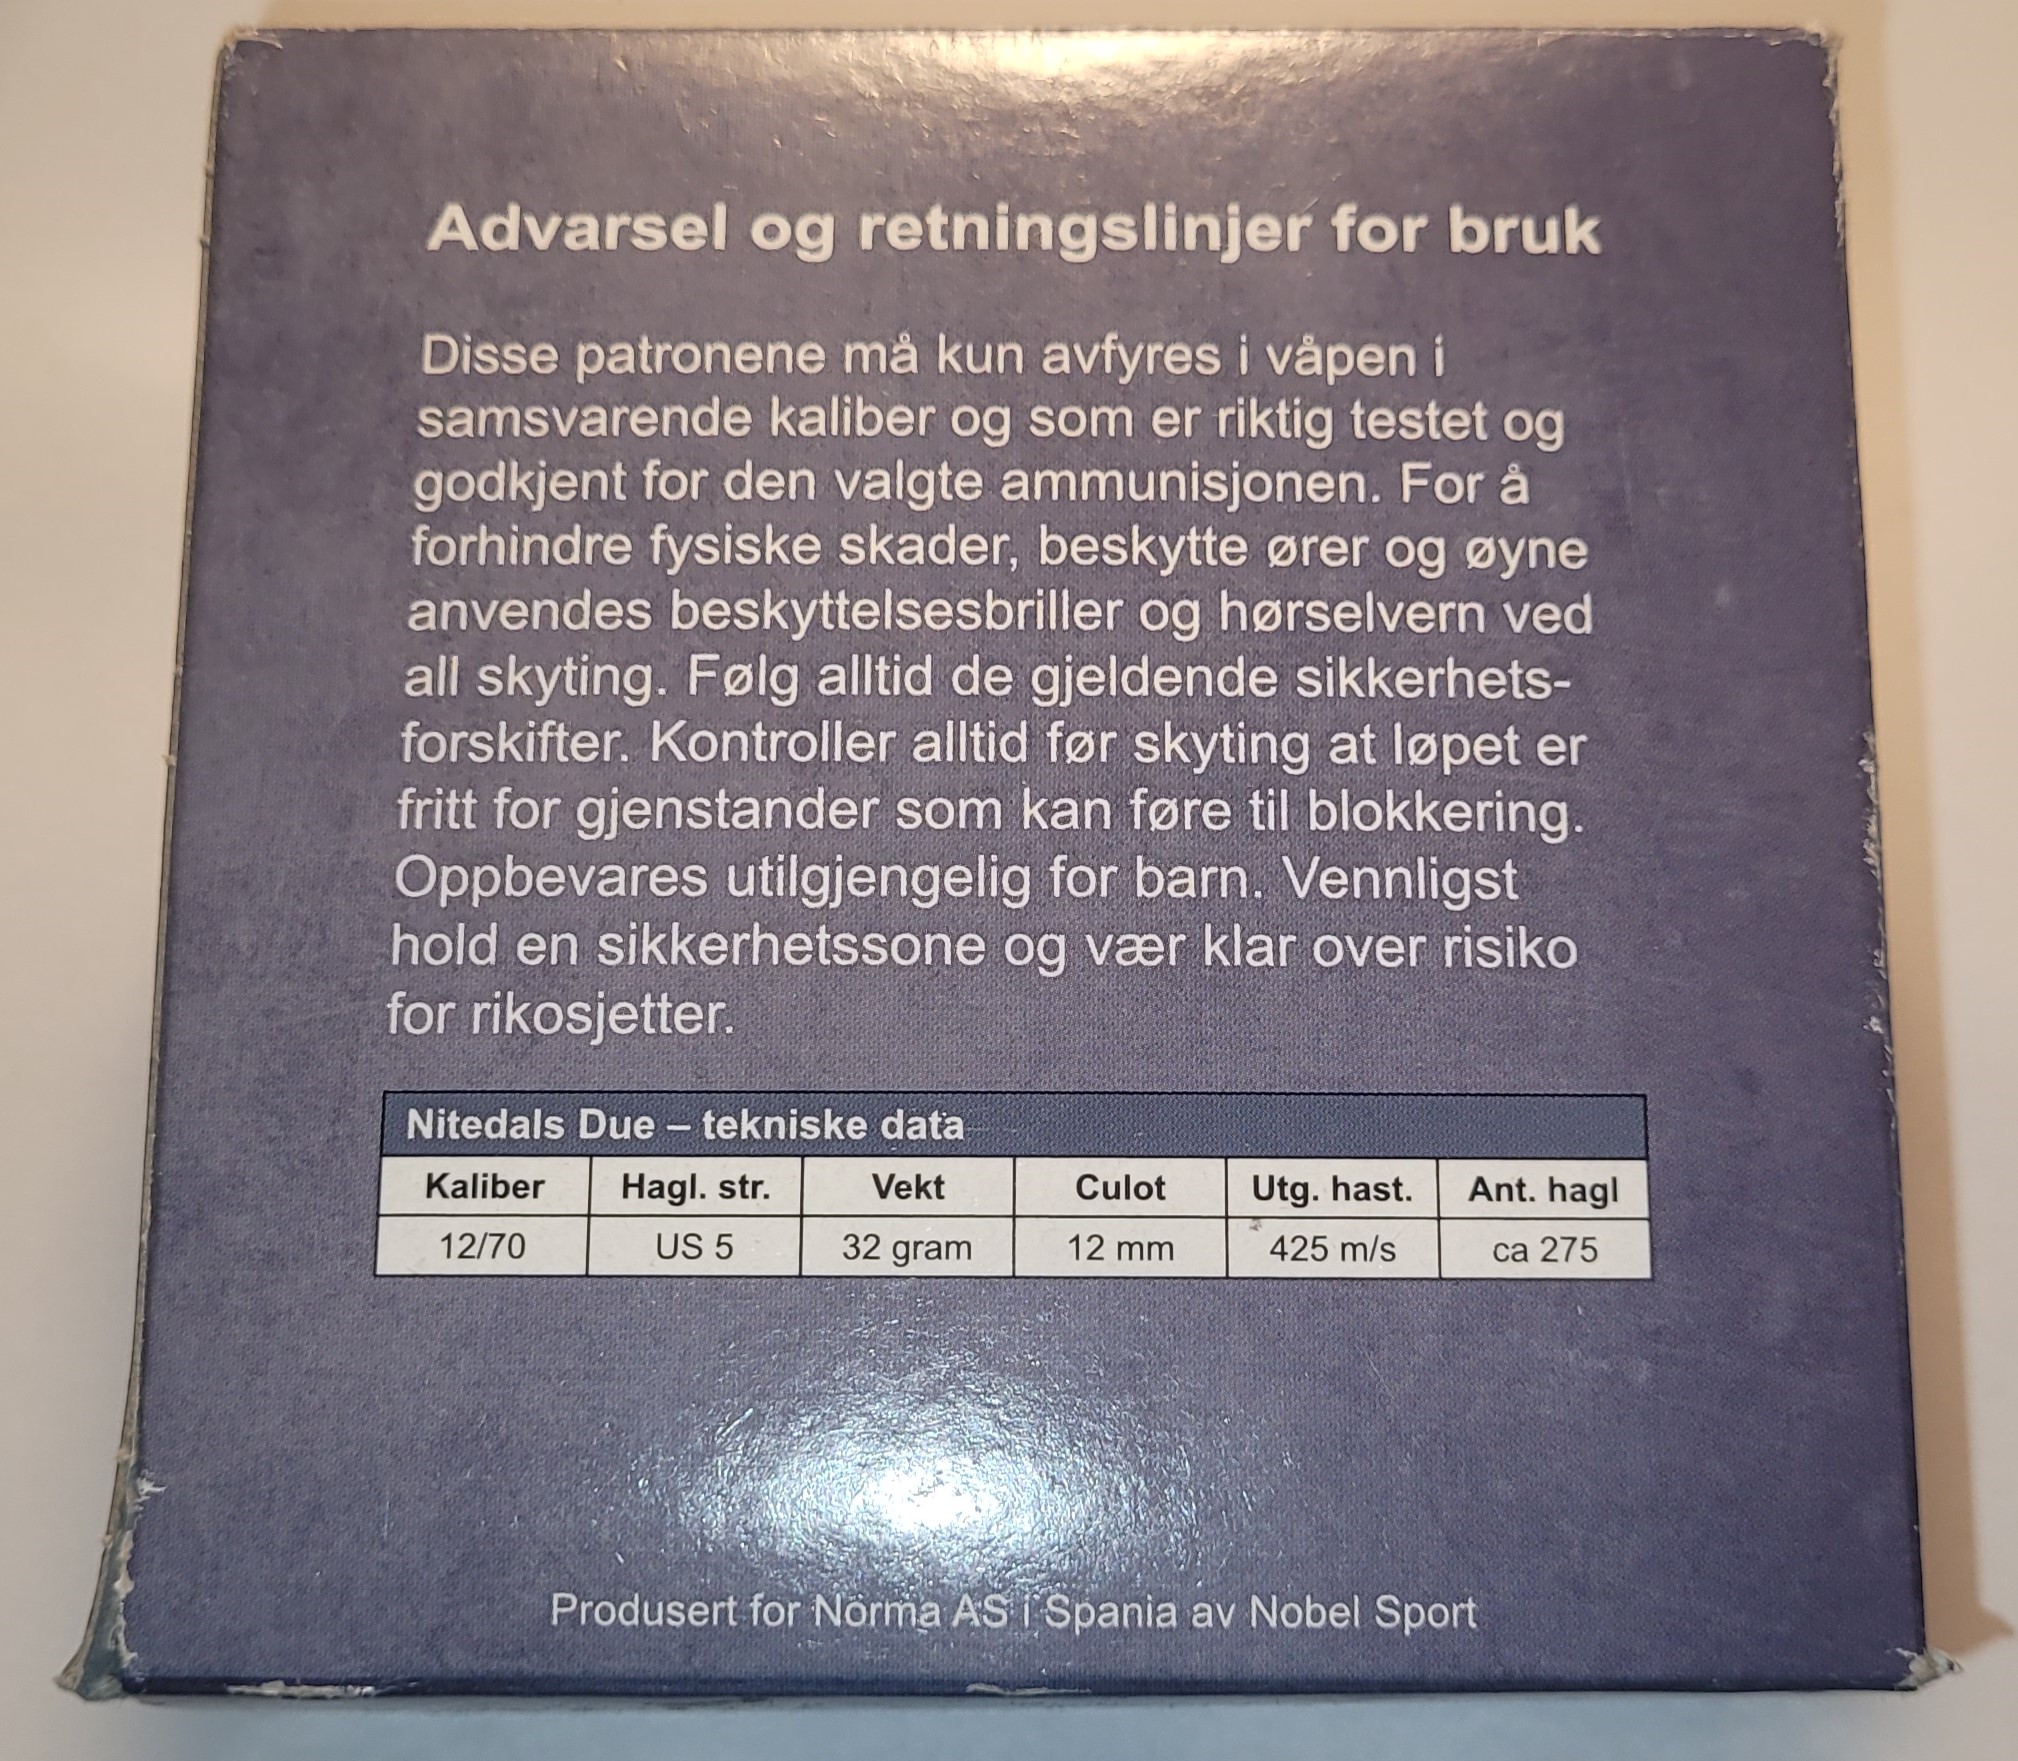 Advarsel og retningslinjer for bruk
Disse patronene må kun avfyres i våpen i
samsvarende kaliber og som er riktig testet og
godkjent for den valgte ammunisjonen. For å
forhindre fysiske skader, beskytte ører og øyne
anvendes beskyttelsesbriller og hørselvern ved
all skyting. Følg alltid de gjeldende sikkerhets-
forskifter. Kontroller alltid før skyting at løpet er
fritt for gjenstander som kan føre til blokkering.
Oppbevares utilgjengelig for barn. Vennligst
hold en sikkerhetssone og vær klar over risiko
for rikosjetter.
Nitedals Due – tekniske data
Kaliber Hagl. str. Vekt Culot Utg. hast. Ant. hagl
12/70 US 5 32 gram 12 mm 425 m/s ca 275
Produsert for Norma AS i Spania av Nobel Sport